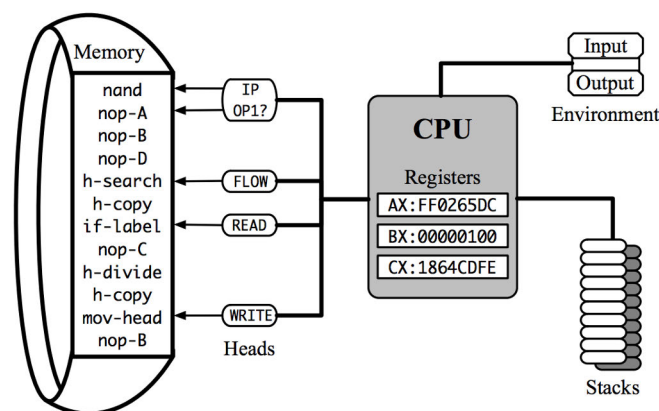 Memory
nand
nop-A
nop-B
nop-D
h-search
h-copy
if-label
nop-C
h-divide
h-copy
mov-head
nop-B
IP
OP1?
FLOW
READ
WRITE
Heads
CPU
Registers
AX:FF0265DC
BX:00000100
CX:1864CDFE
Input
Output
Environment
Stacks